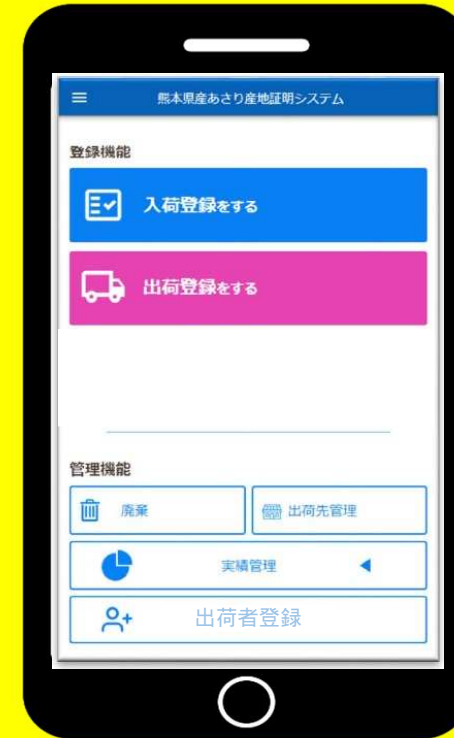 熊本県産あさり産地証明システム
登録機能
入荷登録をする
出荷登録をする
管理機能
廃棄
出荷先管理
実績管理
出荷者登録